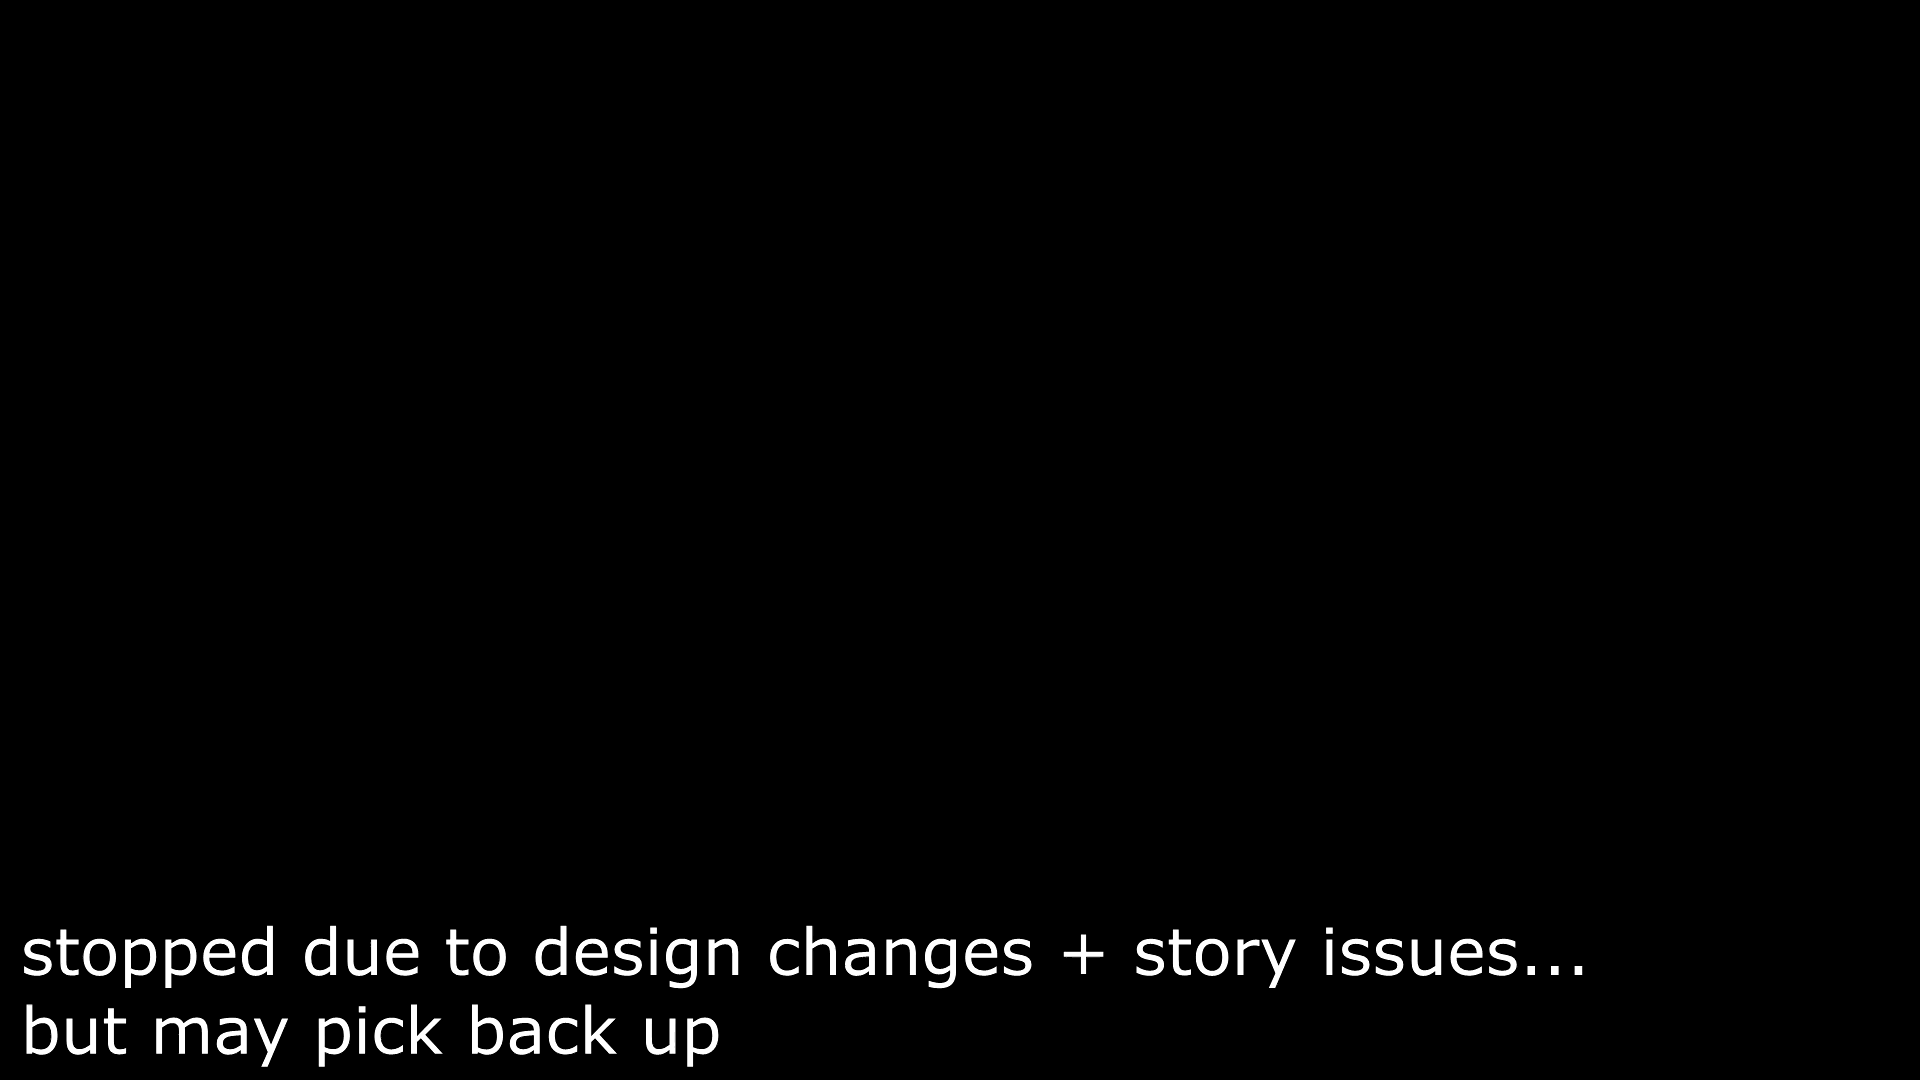 stopped due to design changes + story issues...
but may pick back up